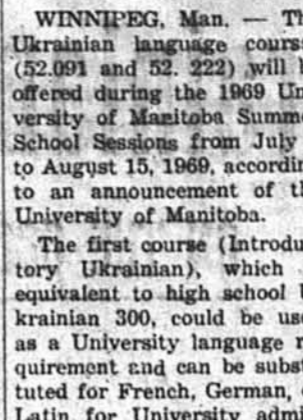 WINNIPEG, Man. — Th
Ukrainian language cours
(52.091 and 52. 222) will b
offered during the 1969 Un
versity of Manitoba Summe
School Sessions from July
to August 15, 1969, accordin
to an announcement of t
University of Manitoba.
The first course (Introdu
tory Ukrainian), which
equivalent to high school
krainian 300, could be use
as a University language r
quirement and can be subst
tuted for French, German,
Latin for University adm